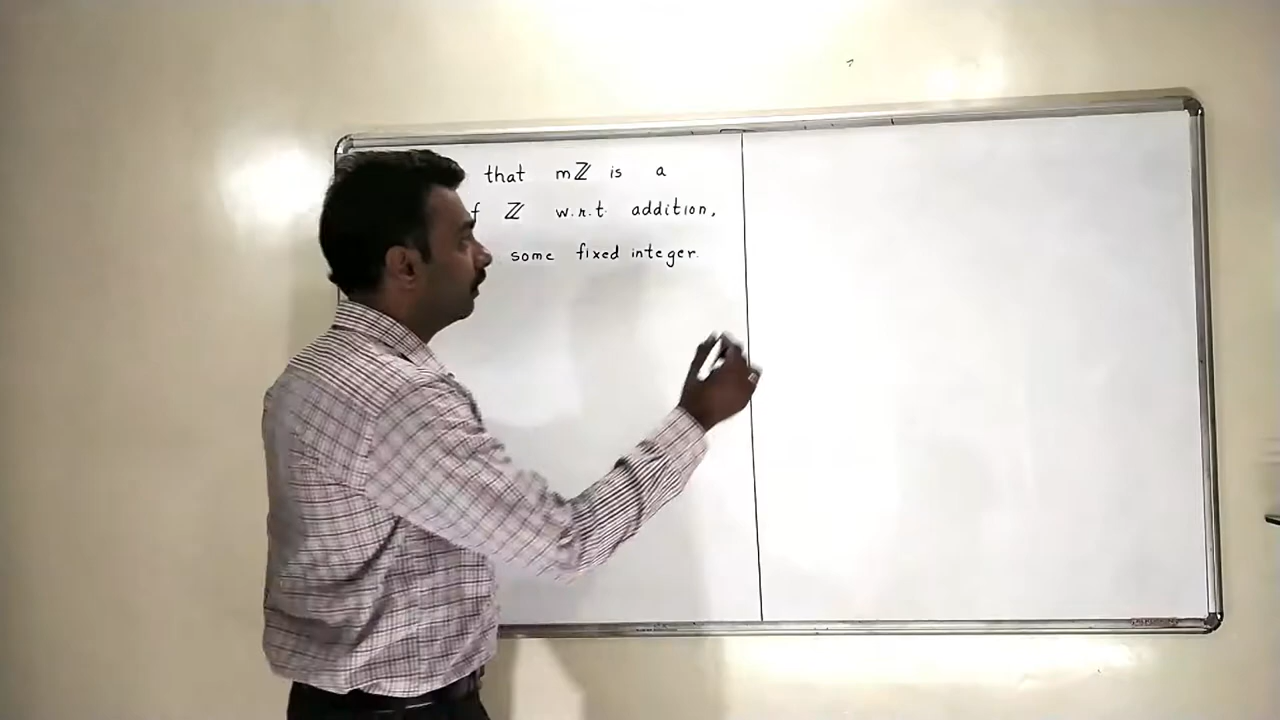 that mℤ is a
f ℤ w.r.t. addition,
some fixed integer.